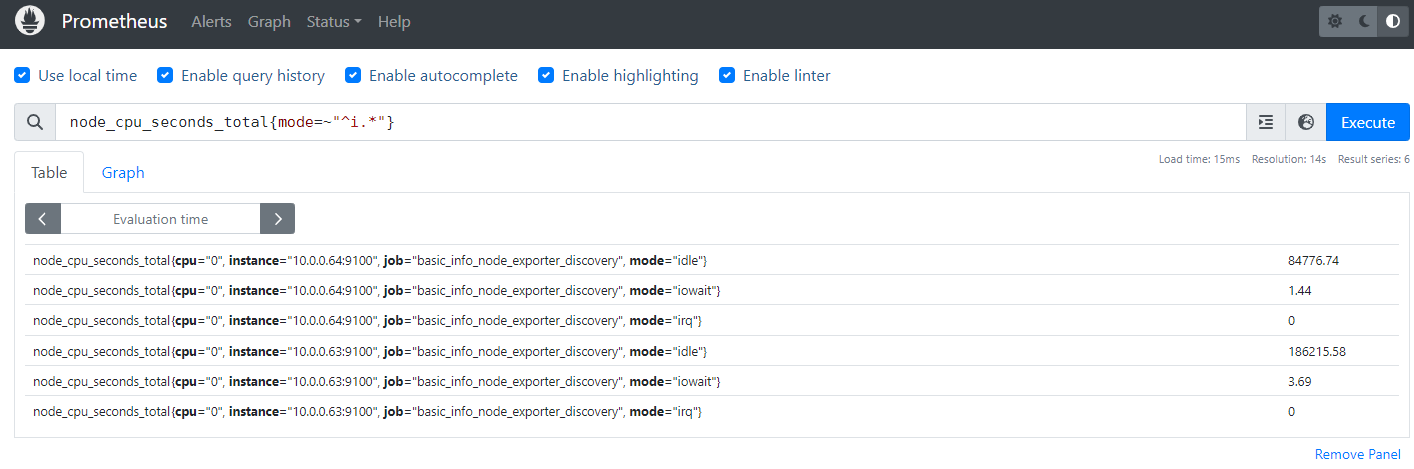 Prometheus Alerts Graph Status Help
Use local time Enable query history Enable autocomplete Enable highlighting Enable linter
node_cpu_seconds_total{mode=~"^i.*"} Execute
Load time: 15ms Resolution: 14s Result series: 6
Table Graph
Evaluation time
node_cpu_seconds_total{cpu="0", instance="10.0.0.64:9100", job="basic_info_node_exporter_discovery", mode="idle"} 84776.74
node_cpu_seconds_total{cpu="0", instance="10.0.0.64:9100", job="basic_info_node_exporter_discovery", mode="iowait"} 1.44
node_cpu_seconds_total{cpu="0", instance="10.0.0.64:9100", job="basic_info_node_exporter_discovery", mode="irq"} 0
node_cpu_seconds_total{cpu="0", instance="10.0.0.63:9100", job="basic_info_node_exporter_discovery", mode="idle"} 186215.58
node_cpu_seconds_total{cpu="0", instance="10.0.0.63:9100", job="basic_info_node_exporter_discovery", mode="iowait"} 3.69
node_cpu_seconds_total{cpu="0", instance="10.0.0.63:9100", job="basic_info_node_exporter_discovery", mode="irq"} 0
Remove Panel